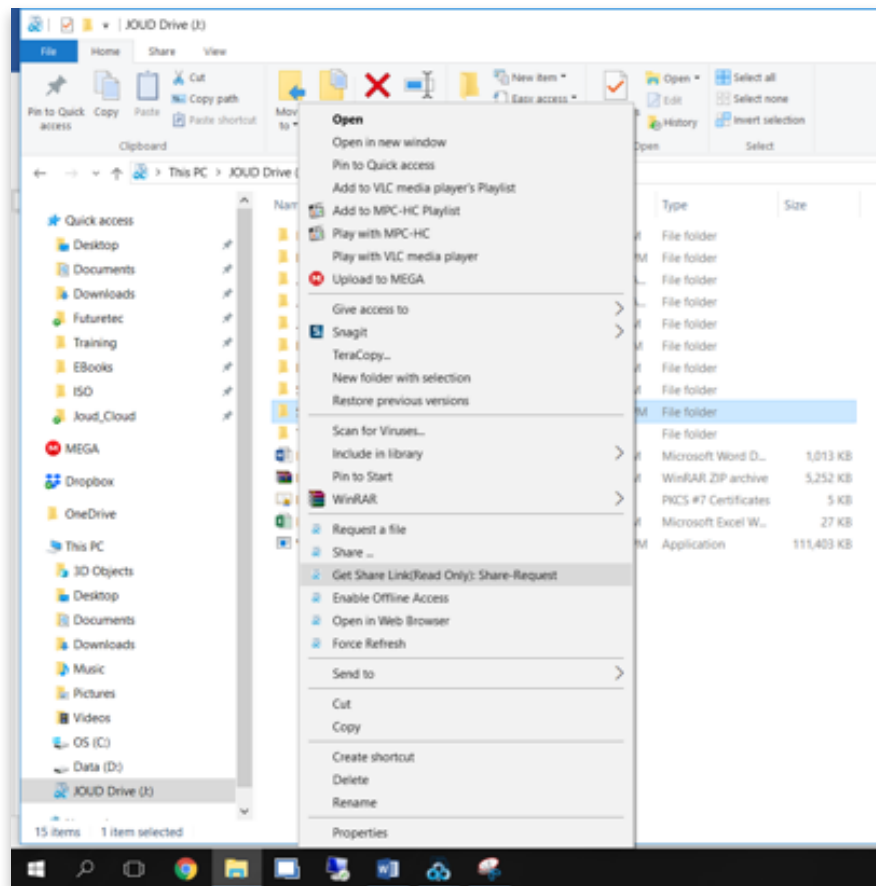 JOUD Drive (J:)
File Home Share View
Pin to Quick access
Copy
Paste
Cut
Copy path
Paste shortcut
Clipboard
New item
Easy access
Open
Edit
History
Select all
Select none
Invert selection
Select
This PC > JOUD Drive
Type Size
Quick access
Desktop
Documents
Downloads
Futuretec
Training
EBooks
ISO
Joud_Cloud
MEGA
Dropbox
OneDrive
This PC
3D Objects
Desktop
Documents
Downloads
Music
Pictures
Videos
OS (C:)
Data (D:)
JOUD Drive (J:)
15 items 1 item selected
Open
Open in new window
Pin to Quick access
Add to VLC media player's Playlist
Add to MPC-HC Playlist
Play with MPC-HC
Play with VLC media player
Upload to MEGA
Give access to
Snagit
TeraCopy...
New folder with selection
Restore previous versions
Scan for Viruses...
Include in library
Pin to Start
WinRAR
Request a file
Share ...
Get Share Link(Read Only): Share-Request
Enable Offline Access
Open in Web Browser
Force Refresh
Send to
Cut
Copy
Create shortcut
Delete
Rename
Properties
File folder
File folder
File folder
File folder
File folder
File folder
File folder
File folder
File folder
File folder
Microsoft Word D... 1,013 KB
WinRAR ZIP archive 5,252 KB
PKCS #7 Certificates 5 KB
Microsoft Excel W... 27 KB
Application 111,403 KB